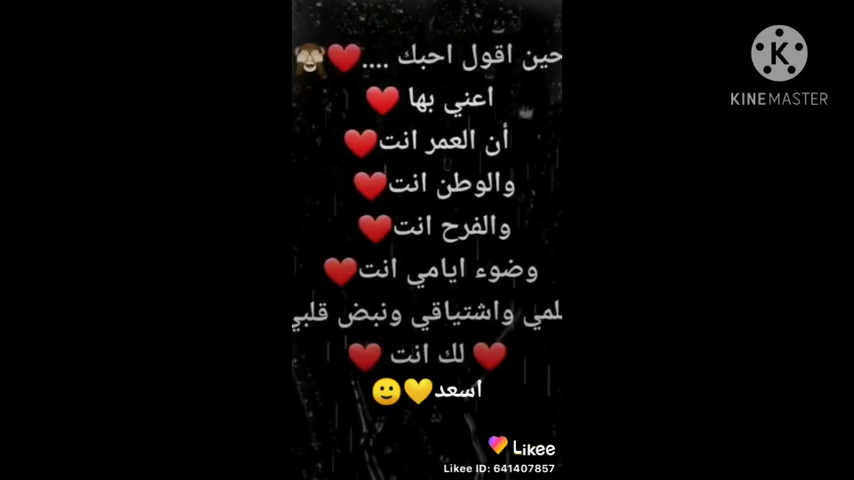 حين اقول احبك ....❤️🙈
اعني بها ❤️
أن العمر انت❤️
والوطن انت❤️
والفرح انت❤️
وضوء ايامي انت❤️
واشتياقي ونبض قلبي
❤️ لك انت ❤️
اسعد💛🙂
KINEMASTER
Likee
Likee ID: 641407857